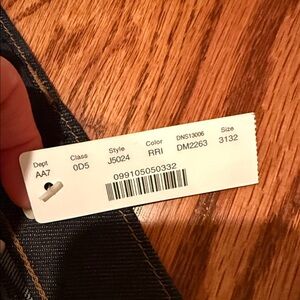 Dept Class Style Color DNS13006 Size
AA7 0D5 J5024 RRI DM2263 3132
099105050332